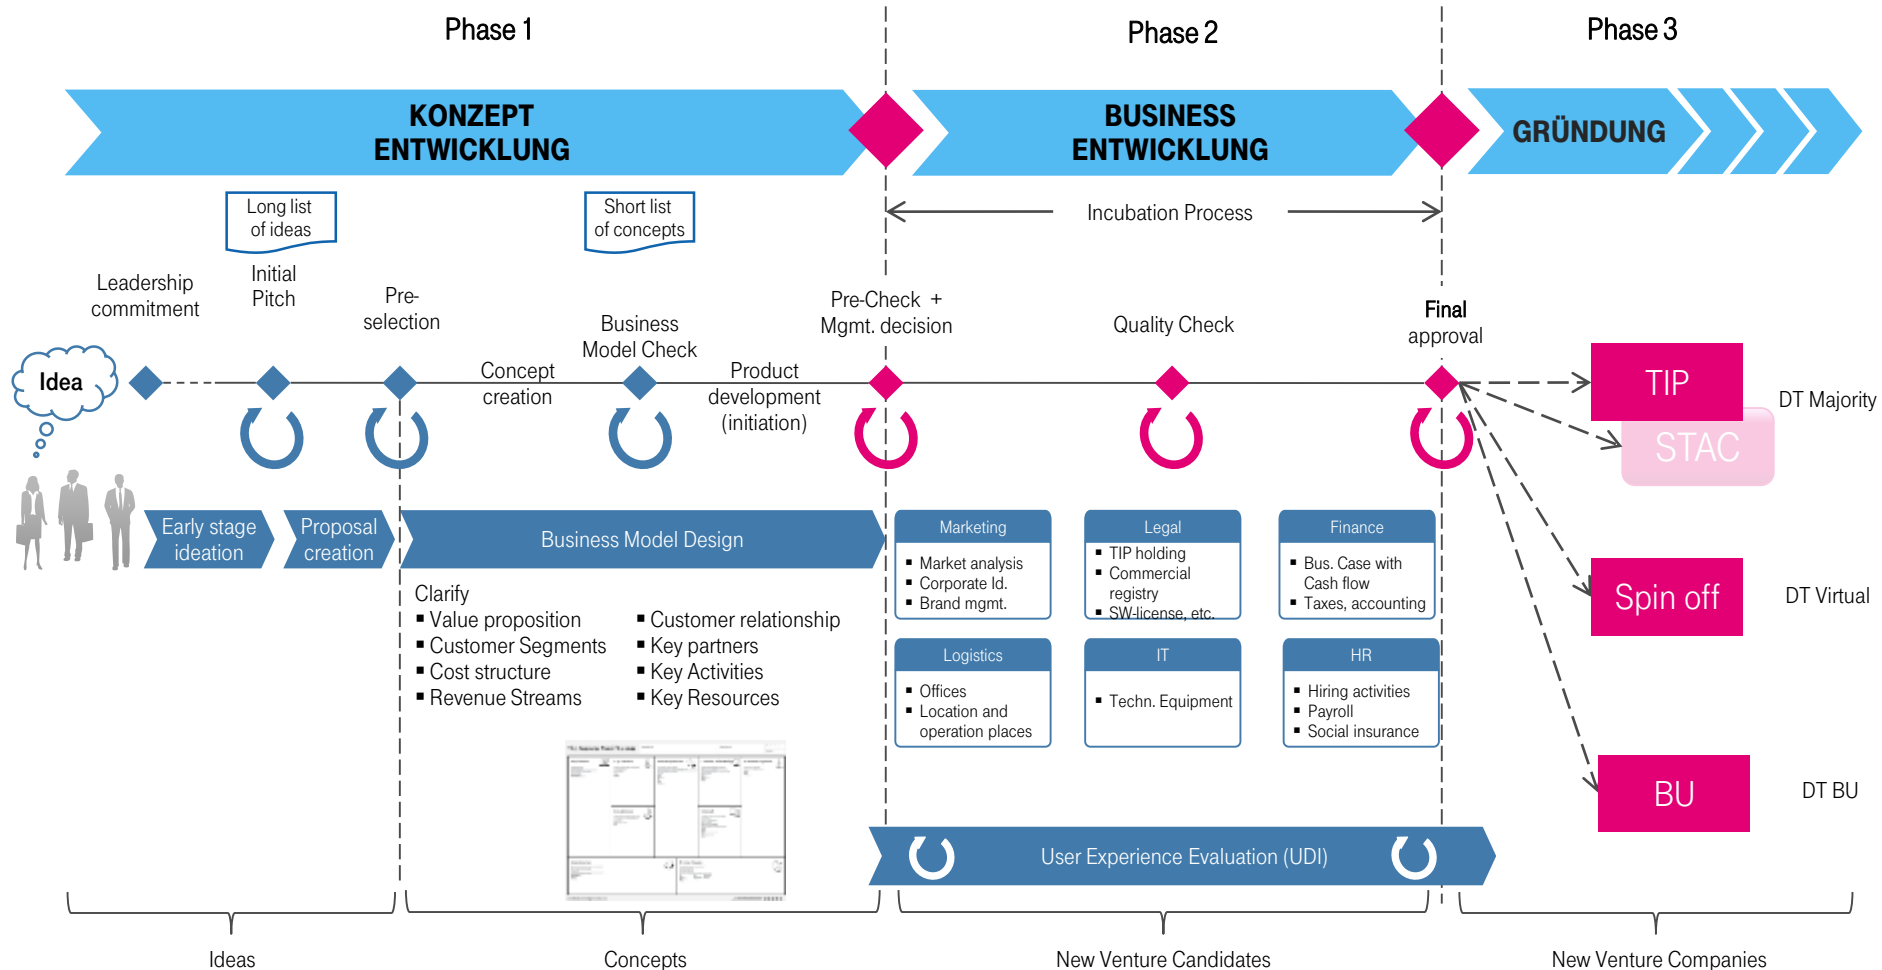 Phase 1
Phase 2
Phase 3
KONZEPT
ENTWICKLUNG
BUSINESS
ENTWICKLUNG
GRÜNDUNG
Long list
of ideas
Short list
of concepts
Incubation Process
Leadership
commitment
Initial
Pitch
Pre-
selection
Business
Model Check
Pre-Check +
Mgmt. decision
Quality Check
Final
approval
Idea
Concept
creation
Product
development
(initiation)
TIP
STAC
DT Majority
Spin off
DT Virtual
BU
DT BU
Early stage
ideation
Proposal
creation
Business Model Design
Clarify
▪ Value proposition
▪ Customer Segments
▪ Cost structure
▪ Revenue Streams
▪ Customer relationship
▪ Key partners
▪ Key Activities
▪ Key Resources
Marketing
▪ Market analysis
▪ Corporate Id.
▪ Brand mgmt.
Legal
▪ TIP holding
▪ Commercial
registry
▪ SW-license, etc.
Finance
▪ Bus. Case with
Cash flow
▪ Taxes, accounting
Logistics
▪ Offices
▪ Location and
operation places
IT
▪ Techn. Equipment
HR
▪ Hiring activities
▪ Payroll
▪ Social insurance
User Experience Evaluation (UDI)
Ideas
Concepts
New Venture Candidates
New Venture Companies